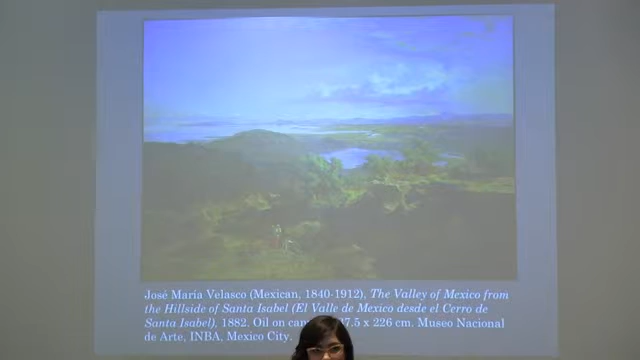 José María Velasco (Mexican, 1840-1912), The Valley of Mexico from
the Hillside of Santa Isabel (El Valle de Mexico desde el Cerro de
Santa Isabel), 1882. Oil on 7.5 x 226 cm. Museo Nacional
de Arte, INBA, Mexico City.